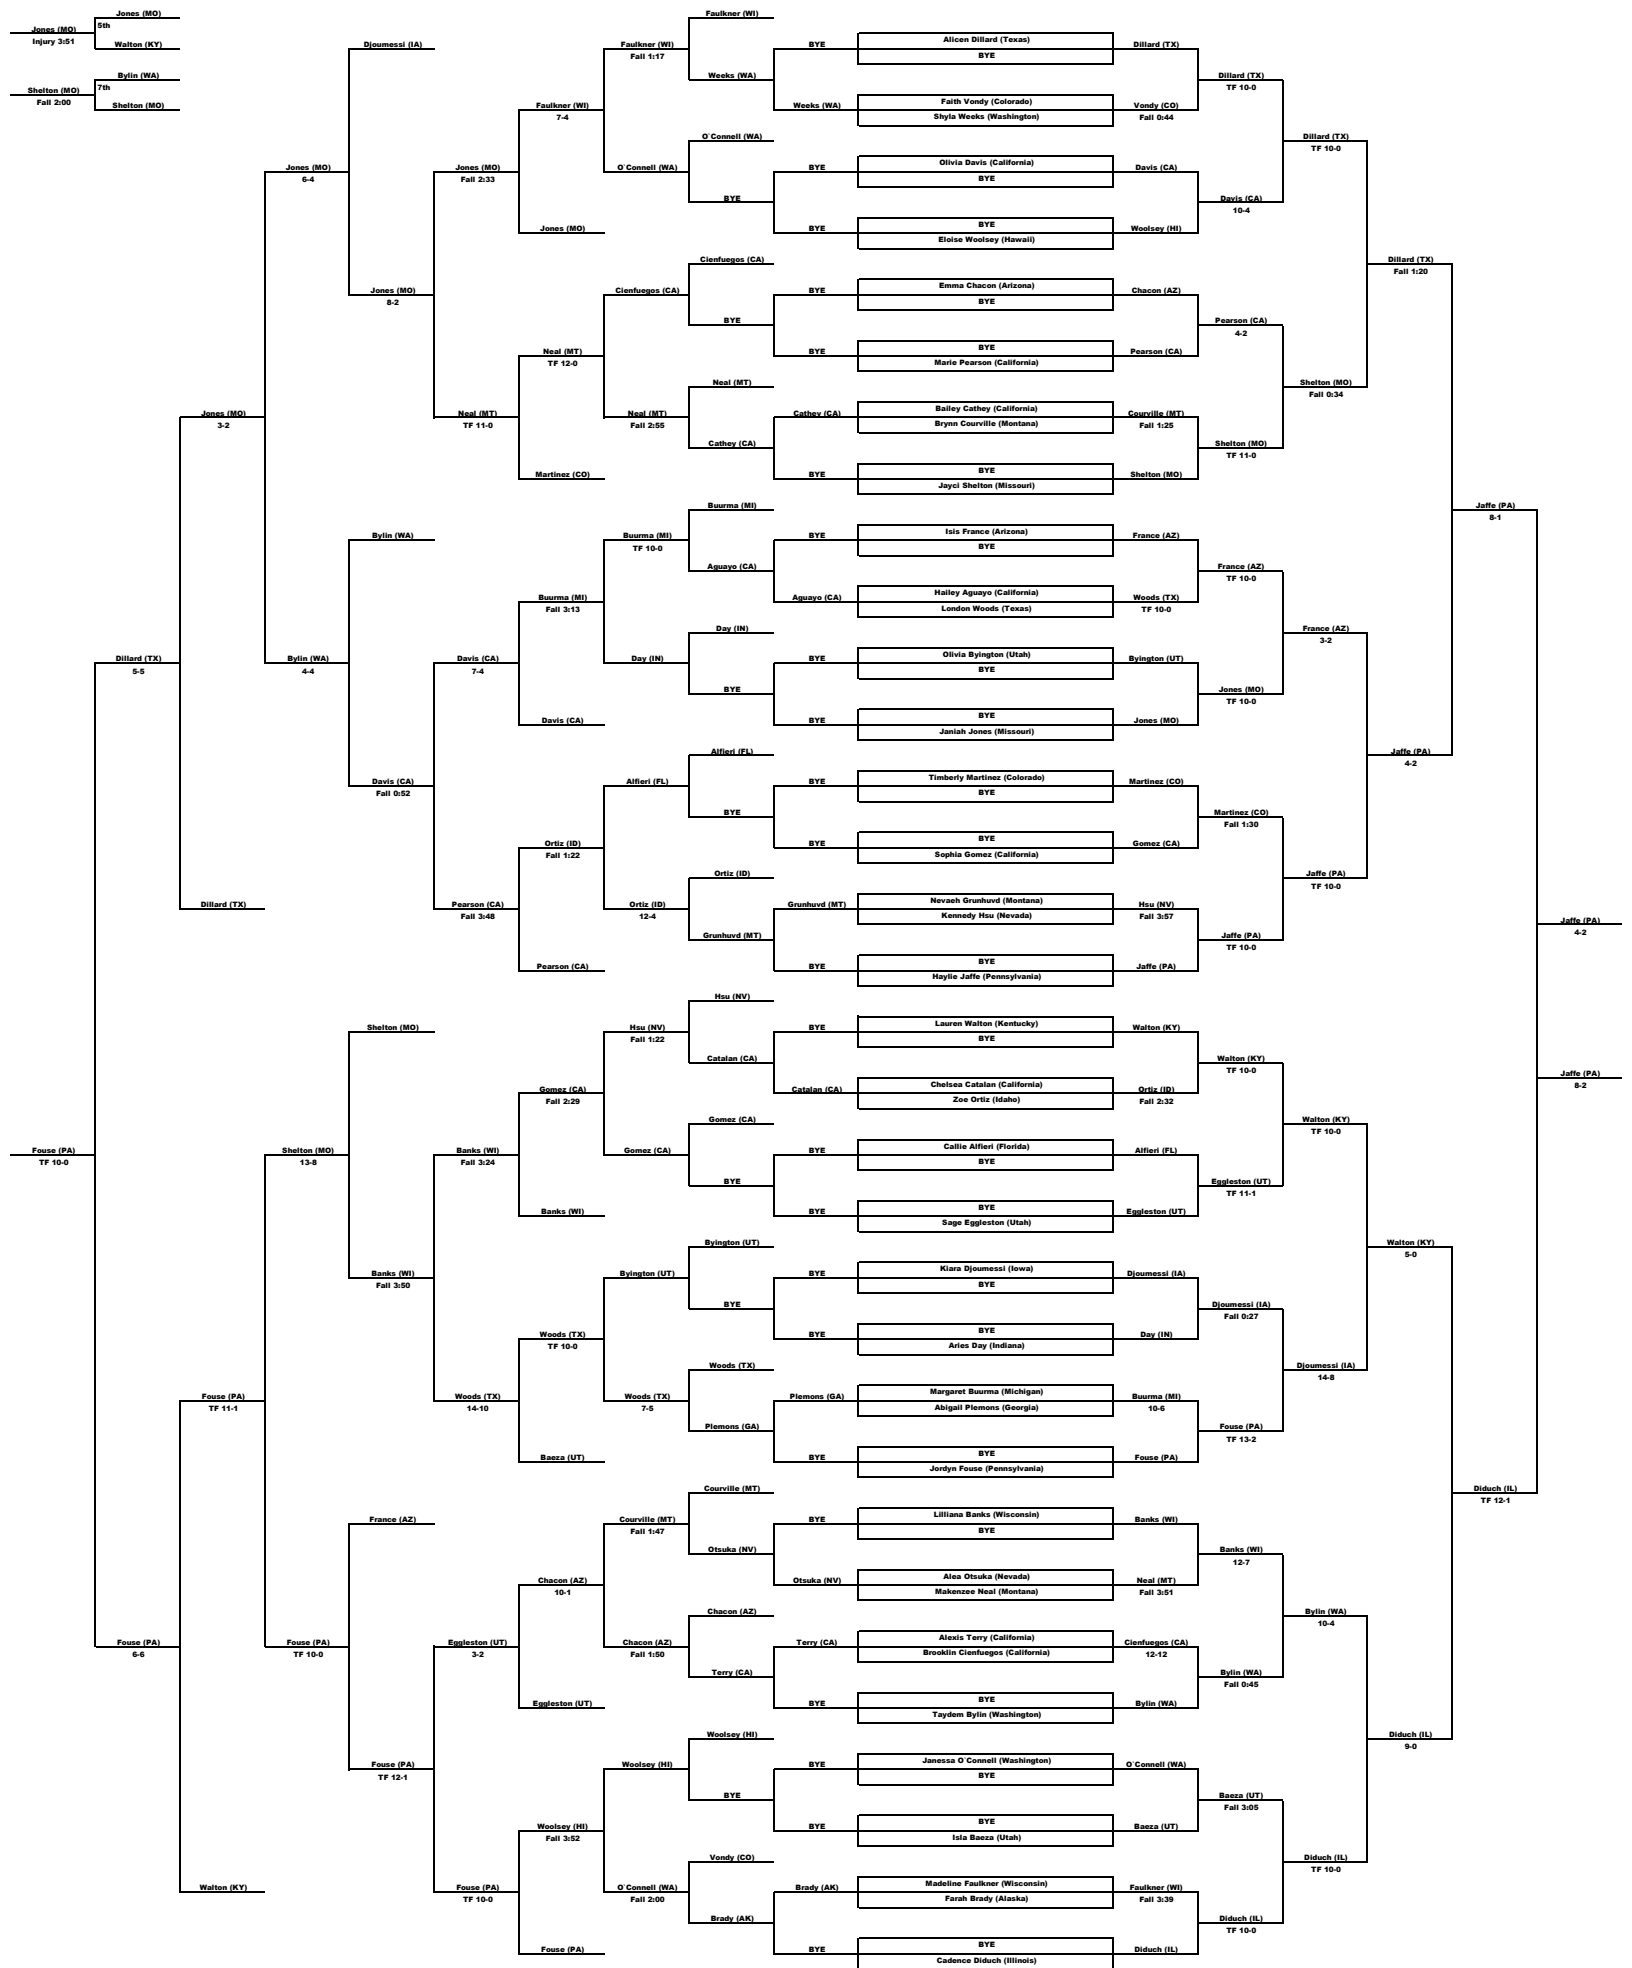 Jones (MO)
Faulkner (WI)
5th
Jones (MO)
Injury 3:51
Alicen Dillard (Texas)
Walton (KY)
Djoumessi (IA)
Faulkner (WI)
BYE
Dillard (TX)
Fall 1:17
BYE
Bylin (WA)
Weeks (WA)
Dillard (TX)
7th
TF 10-0
Shelton (MO)
Fall 2:00
Faith Vondy (Colorado)
Shelton (MO)
Faulkner (WI)
Weeks (WA)
Vondy (CO)
7-4
Shyla Weeks (Washington)
Fall 0:44
O`Connell (WA)
Dillard (TX)
TF 10-0
Olivia Davis (California)
Jones (MO)
Jones (MO)
O`Connell (WA)
BYE
Davis (CA)
6-4
Fall 2:33
BYE
BYE
Davis (CA)
10-4
BYE
Jones (MO)
BYE
Woolsey (HI)
Eloise Woolsey (Hawaii)
Cienfuegos (CA)
Dillard (TX)
Fall 1:20
Emma Chacon (Arizona)
Jones (MO)
Cienfuegos (CA)
BYE
Chacon (AZ)
8-2
BYE
BYE
Pearson (CA)
4-2
BYE
Neal (MT)
BYE
Pearson (CA)
TF 12-0
Marie Pearson (California)
Neal (MT)
Shelton (MO)
Fall 0:34
Bailey Cathey (California)
Jones (MO)
Neal (MT)
Neal (MT)
Cathey (CA)
Courville (MT)
3-2
TF 11-0
Fall 2:55
Brynn Courville (Montana)
Fall 1:25
Cathey (CA)
Shelton (MO)
TF 11-0
BYE
Martinez (CO)
BYE
Shelton (MO)
Jayci Shelton (Missouri)
Buurma (MI)
Jaffe (PA)
8-1
Isis France (Arizona)
Bylin (WA)
Buurma (MI)
BYE
France (AZ)
TF 10-0
BYE
Aguayo (CA)
France (AZ)
TF 10-0
Hailey Aguayo (California)
Buurma (MI)
Aguayo (CA)
Woods (TX)
Fall 3:13
London Woods (Texas)
TF 10-0
Day (IN)
France (AZ)
3-2
Olivia Byington (Utah)
Dillard (TX)
Bylin (WA)
Davis (CA)
Day (IN)
BYE
Byington (UT)
5-5
4-4
7-4
BYE
BYE
Jones (MO)
TF 10-0
BYE
Davis (CA)
BYE
Jones (MO)
Janiah Jones (Missouri)
Alfieri (FL)
Jaffe (PA)
4-2
Timberly Martinez (Colorado)
Davis (CA)
Alfieri (FL)
BYE
Martinez (CO)
Fall 0:52
BYE
BYE
Martinez (CO)
Fall 1:30
BYE
Ortiz (ID)
BYE
Gomez (CA)
Fall 1:22
Sophia Gomez (California)
Ortiz (ID)
Jaffe (PA)
TF 10-0
Nevaeh Grunhuvd (Montana)
Dillard (TX)
Pearson (CA)
Ortiz (ID)
Grunhuvd (MT)
Hsu (NV)
Fall 3:48
12-4
Kennedy Hsu (Nevada)
Fall 3:57
Jaffe (PA)
4-2
Grunhuvd (MT)
Jaffe (PA)
TF 10-0
BYE
Pearson (CA)
BYE
Jaffe (PA)
Haylie Jaffe (Pennsylvania)
Hsu (NV)
Lauren Walton (Kentucky)
Shelton (MO)
Hsu (NV)
BYE
Walton (KY)
Fall 1:22
BYE
Catalan (CA)
Walton (KY)
TF 10-0
Jaffe (PA)
8-2
Chelsea Catalan (California)
Gomez (CA)
Catalan (CA)
Ortiz (ID)
Fall 2:29
Zoe Ortiz (Idaho)
Fall 2:32
Gomez (CA)
Walton (KY)
TF 10-0
Callie Alfieri (Florida)
Fouse (PA)
Shelton (MO)
Banks (WI)
Gomez (CA)
BYE
Alfieri (FL)
TF 10-0
13-8
Fall 3:24
BYE
BYE
Eggleston (UT)
TF 11-1
BYE
Banks (WI)
BYE
Eggleston (UT)
Sage Eggleston (Utah)
Byington (UT)
Walton (KY)
5-0
Kiara Djoumessi (Iowa)
Banks (WI)
Byington (UT)
BYE
Djoumessi (IA)
Fall 3:50
BYE
BYE
Djoumessi (IA)
Fall 0:27
BYE
Woods (TX)
BYE
Day (IN)
TF 10-0
Aries Day (Indiana)
Woods (TX)
Djoumessi (IA)
14-8
Margaret Buurma (Michigan)
Fouse (PA)
Woods (TX)
Woods (TX)
Plemons (GA)
Buurma (MI)
TF 11-1
14-10
7-5
Abigail Plemons (Georgia)
10-6
Plemons (GA)
Fouse (PA)
TF 13-2
BYE
Baeza (UT)
BYE
Fouse (PA)
Jordyn Fouse (Pennsylvania)
Courville (MT)
Diduch (IL)
TF 12-1
Lilliana Banks (Wisconsin)
France (AZ)
Courville (MT)
BYE
Banks (WI)
Fall 1:47
BYE
Otsuka (NV)
Banks (WI)
12-7
Alea Otsuka (Nevada)
Chacon (AZ)
Otsuka (NV)
Neal (MT)
10-1
Makenzee Neal (Montana)
Fall 3:51
Chacon (AZ)
Bylin (WA)
10-4
Alexis Terry (California)
Fouse (PA)
Fouse (PA)
Eggleston (UT)
Chacon (AZ)
Terry (CA)
Cienfuegos (CA)
6-6
TF 10-0
3-2
Fall 1:50
Brooklin Cienfuegos (California)
12-12
Terry (CA)
Bylin (WA)
Fall 0:45
BYE
Eggleston (UT)
BYE
Bylin (WA)
Taydem Bylin (Washington)
Woolsey (HI)
Diduch (IL)
9-0
Janessa O`Connell (Washington)
Fouse (PA)
Woolsey (HI)
BYE
O`Connell (WA)
TF 12-1
BYE
BYE
Baeza (UT)
Fall 3:05
BYE
Woolsey (HI)
BYE
Baeza (UT)
Fall 3:52
Isla Baeza (Utah)
Vondy (CO)
Diduch (IL)
TF 10-0
Madeline Faulkner (Wisconsin)
Walton (KY)
Fouse (PA)
O`Connell (WA)
Brady (AK)
Faulkner (WI)
TF 10-0
Fall 2:00
Farah Brady (Alaska)
Fall 3:39
Brady (AK)
Diduch (IL)
TF 10-0
BYE
Fouse (PA)
BYE
Diduch (IL)
Cadence Diduch (Illinois)